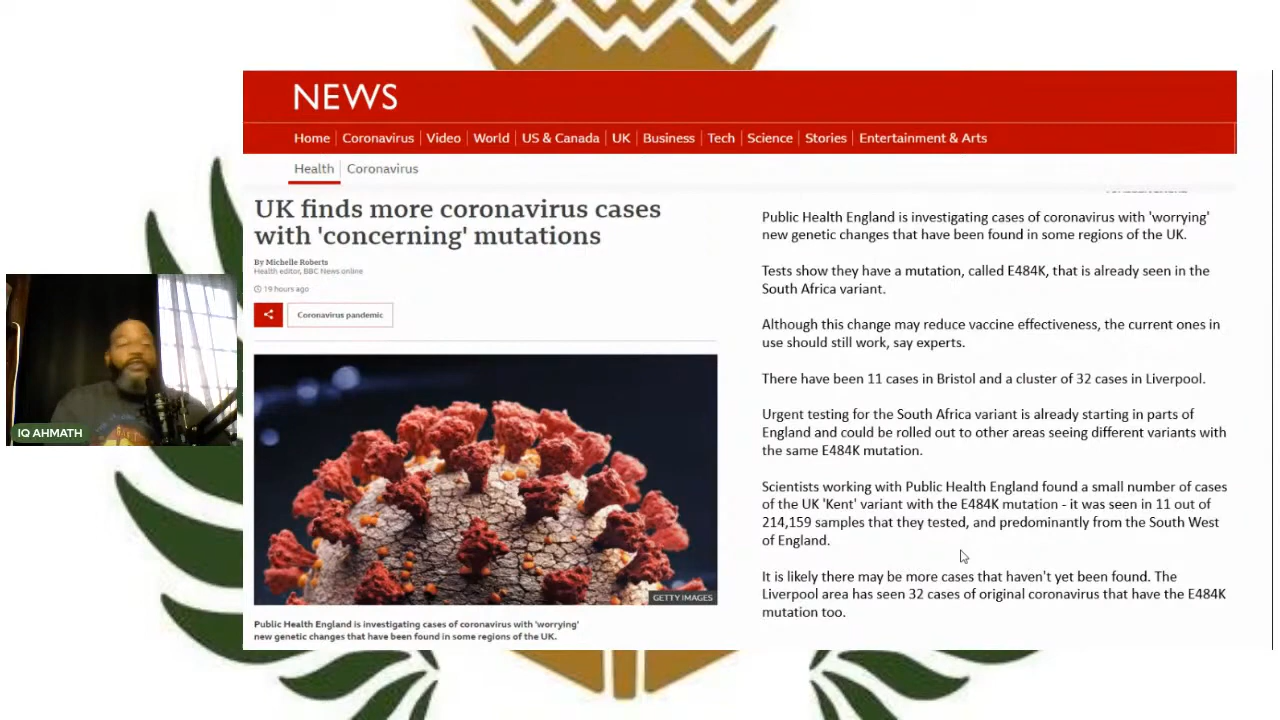 NEWS
Home Coronavirus Video World US & Canada UK Business Tech Science Stories Entertainment & Arts
Health Coronavirus
UK finds more coronavirus cases
with 'concerning' mutations
By Michelle Roberts
Health editor, BBC News online
19 hours ago
Coronavirus pandemic
GETTY IMAGES
Public Health England is investigating cases of coronavirus with 'worrying'
new genetic changes that have been found in some regions of the UK.
Public Health England is investigating cases of coronavirus with 'worrying'
new genetic changes that have been found in some regions of the UK.
Tests show they have a mutation, called E484K, that is already seen in the
South Africa variant.
Although this change may reduce vaccine effectiveness, the current ones in
use should still work, say experts.
There have been 11 cases in Bristol and a cluster of 32 cases in Liverpool.
Urgent testing for the South Africa variant is already starting in parts of
England and could be rolled out to other areas seeing different variants with
the same E484K mutation.
Scientists working with Public Health England found a small number of cases
of the UK 'Kent' variant with the E484K mutation - it was seen in 11 out of
214,159 samples that they tested, and predominantly from the South West
of England.
It is likely there may be more cases that haven't yet been found. The
Liverpool area has seen 32 cases of original coronavirus that have the E484K
mutation too.
IQ AHMATH